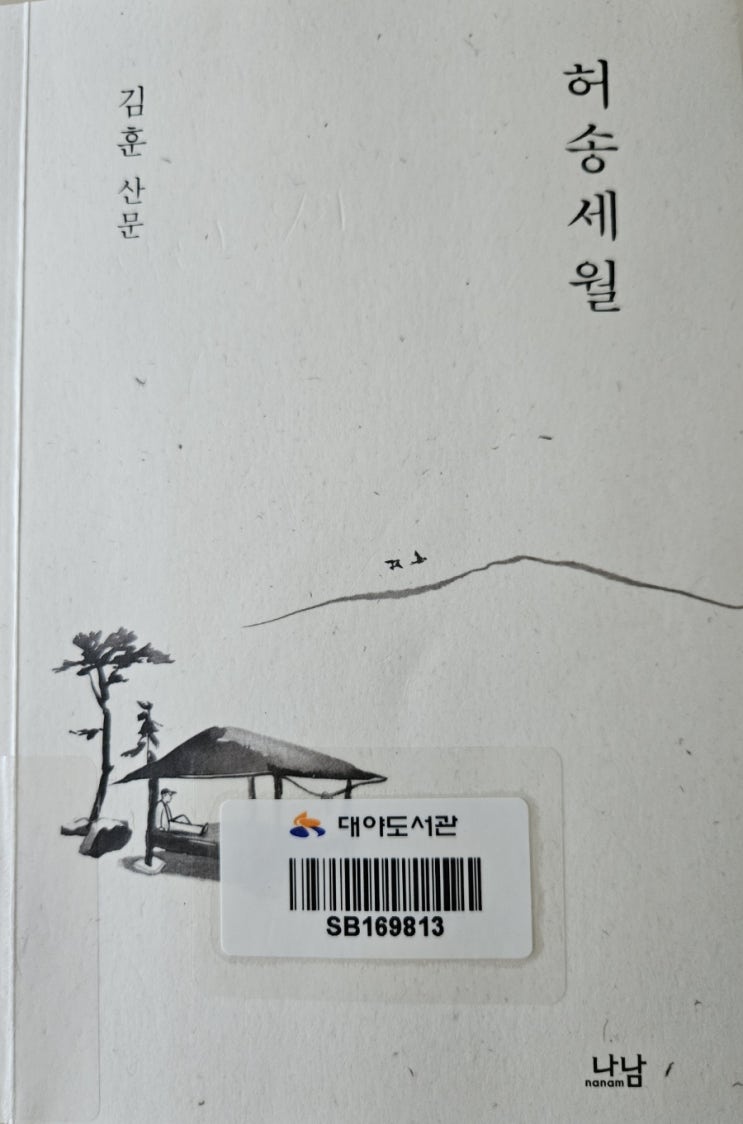 허송세월
김훈 산문
대야도서관
SB169813
나남
nanam